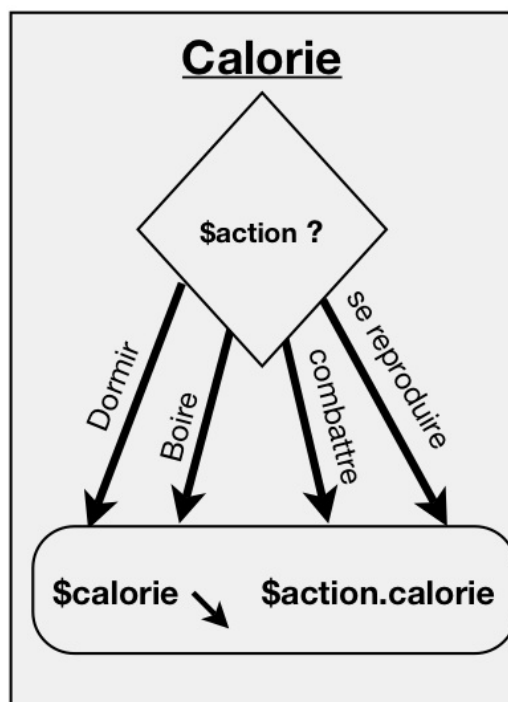 Calorie
$action ?
Dormir
Boire
combattre
se reproduire
$calorie $action.calorie